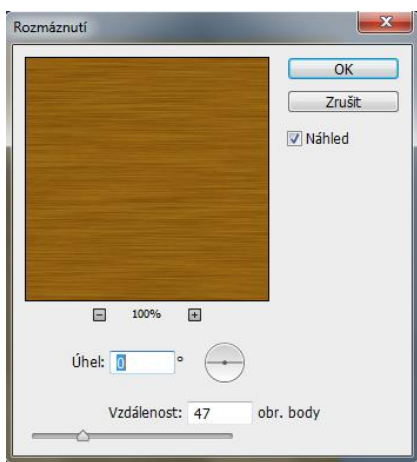 Rozmáznutí
OK
Zrušit
Náhled
100%
Úhel: 0 °
Vzdálenost: 47 obr. body